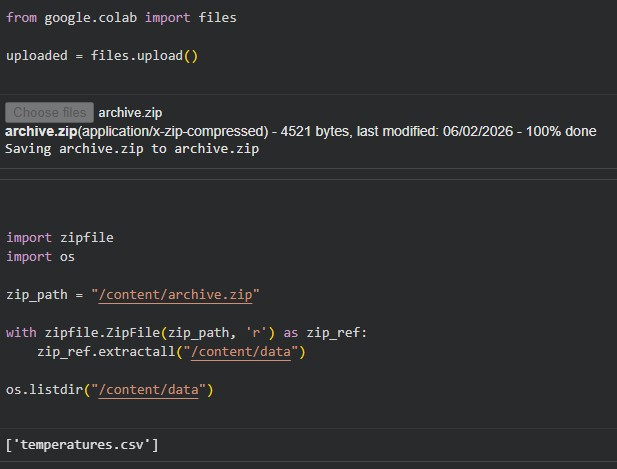 from google.colab import files
uploaded = files.upload()
Choose files archive.zip
archive.zip(application/x-zip-compressed) - 4521 bytes, last modified: 06/02/2026 - 100% done
Saving archive.zip to archive.zip
import zipfile
import os
zip_path = "/content/archive.zip"
with zipfile.ZipFile(zip_path, 'r') as zip_ref:
    zip_ref.extractall("/content/data")
os.listdir("/content/data")
['temperatures.csv']